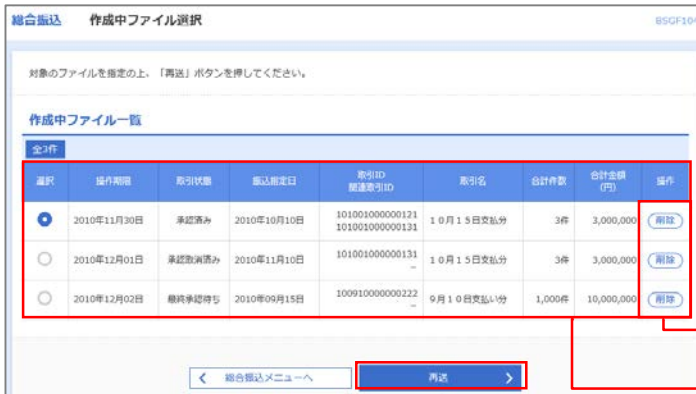 総合振込 作成中ファイル選択 BSGF104
対象のファイルを指定の上、「再送」ボタンを押してください。
作成中ファイル一覧
全3件
選択 操作期限 取引状態 振込指定日 取引ID 関連取引ID 取引名 合計件数 合計金額(円) 操作
2010年11月30日 承認済み 2010年10月10日 101001000000121 101001000000131 10月15日支払分 3件 3,000,000 削除
2010年12月01日 承認取消済み 2010年11月10日 101001000000131 – 10月15日支払分 3件 3,000,000 削除
2010年12月02日 最終承認待ち 2010年09月15日 100910000000222 – 9月10日支払い分 1,000件 10,000,000 削除
総合振込メニューへ 再送